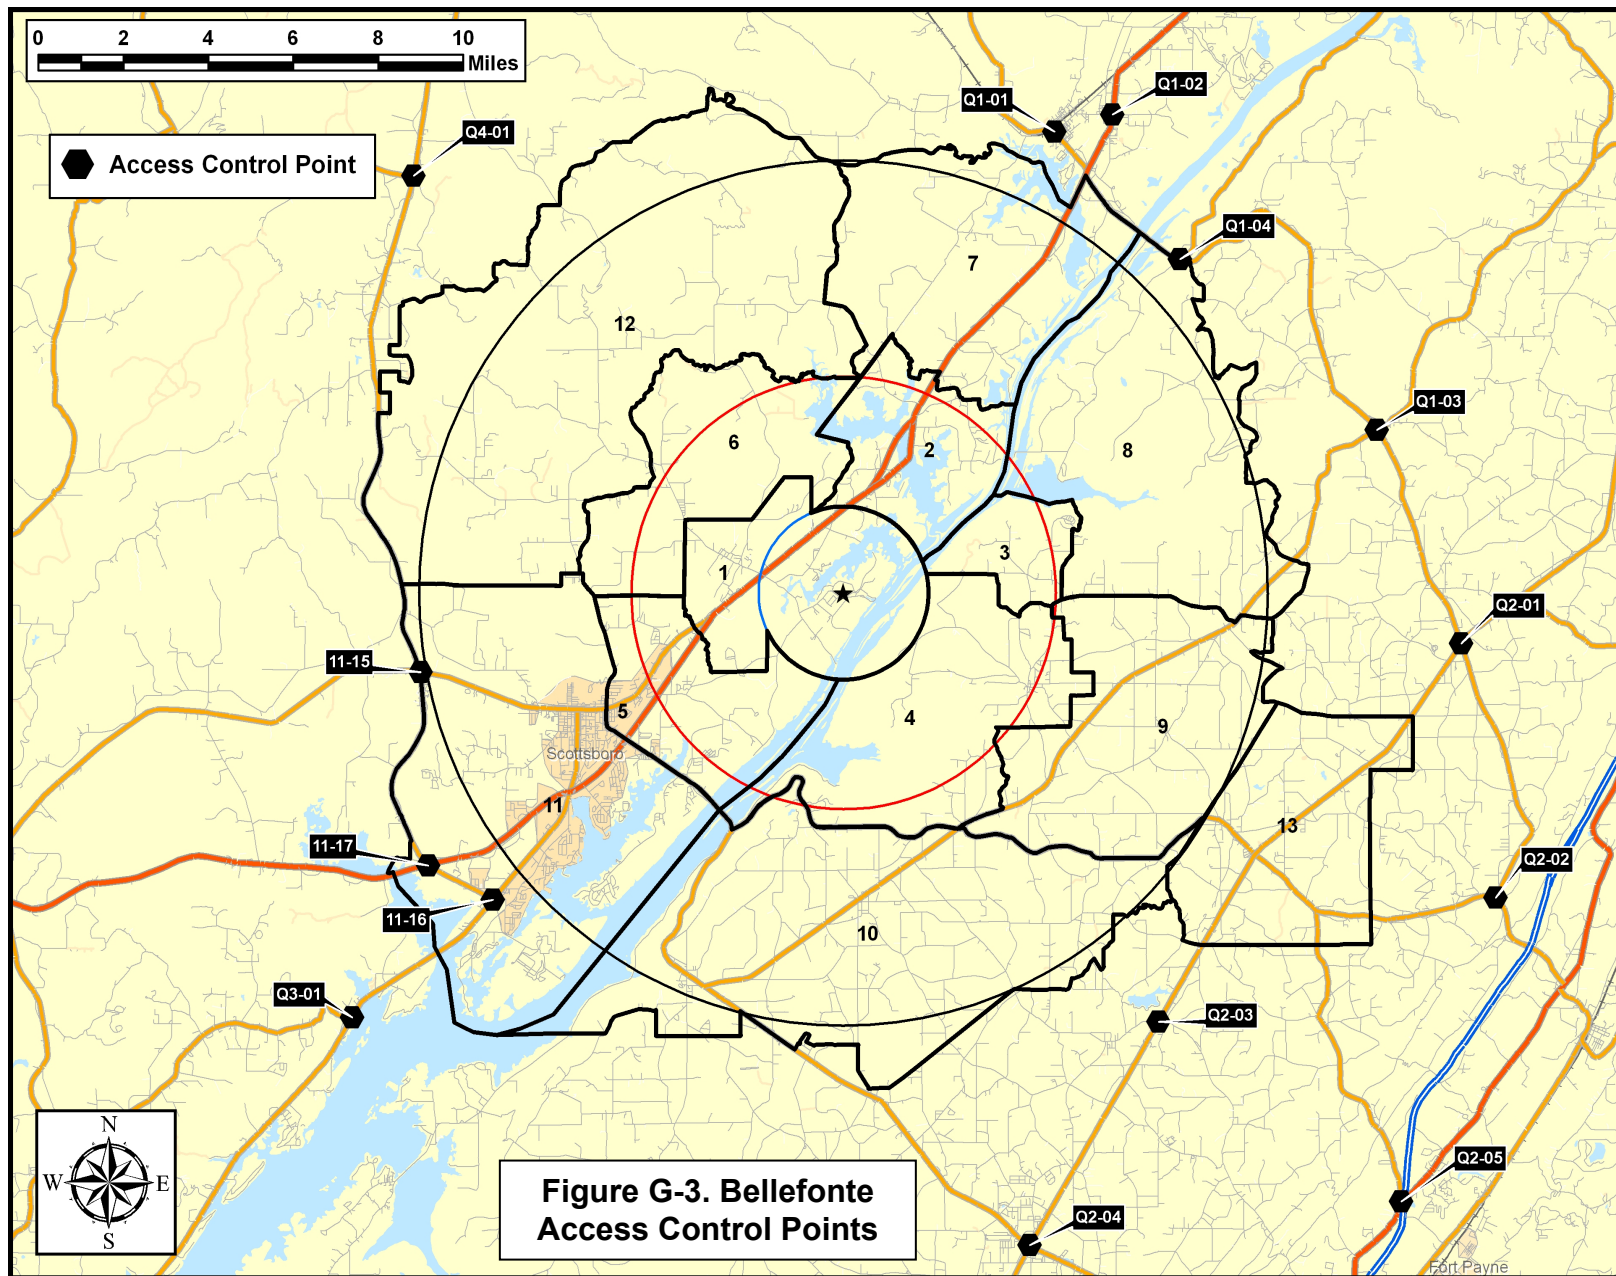 0 2 4 6 8 10
Miles
Access Control Point
Q4-01
Q1-01
Q1-02
Q1-04
7
12
Q1-03
6
2
8
3
1
Q2-01
11-15
5
4
9
Scottsboro
11
13
11-17
Q2-02
11-16
10
Q3-01
Q2-03
N
W E
S
Figure G-3. Bellefonte
Access Control Points
Q2-05
Q2-04
Fort Payne